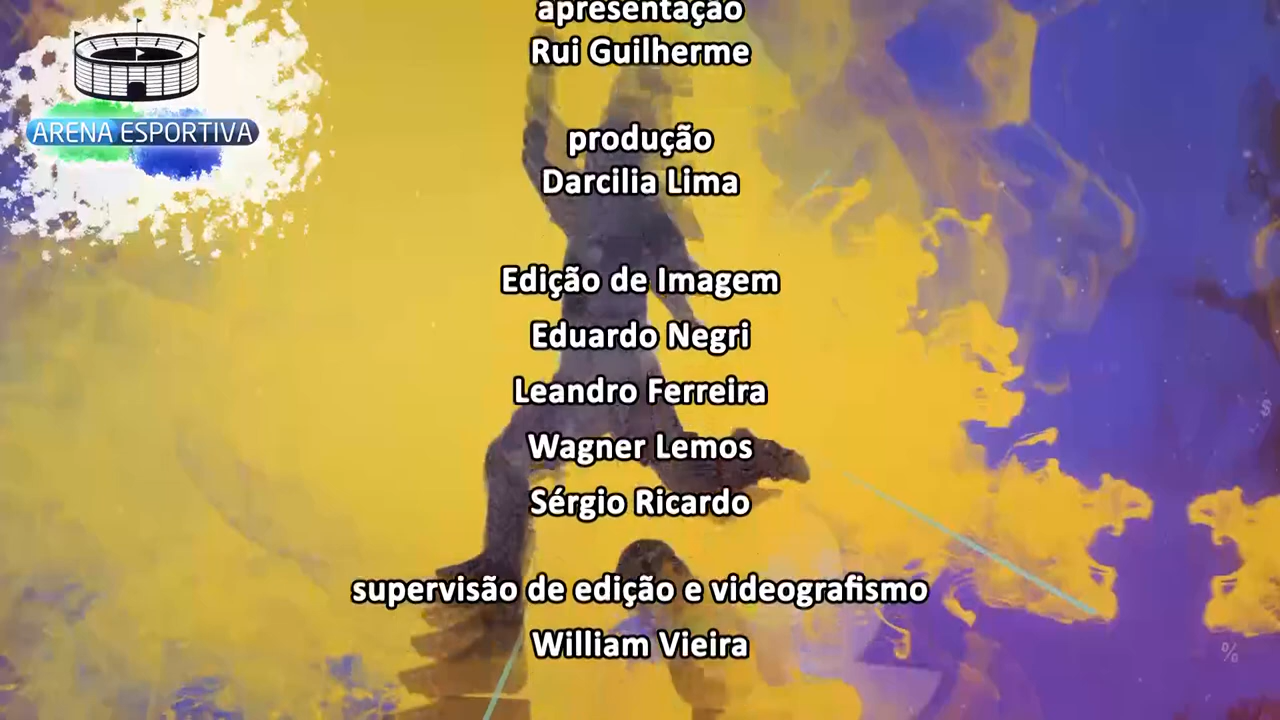 apresentação
Rui Guilherme
ARENA ESPORTIVA
produção
Darcilia Lima
Edição de Imagem
Eduardo Negri
Leandro Ferreira
Wagner Lemos
Sérgio Ricardo
supervisão de edição e videografismo
William Vieira
$
%